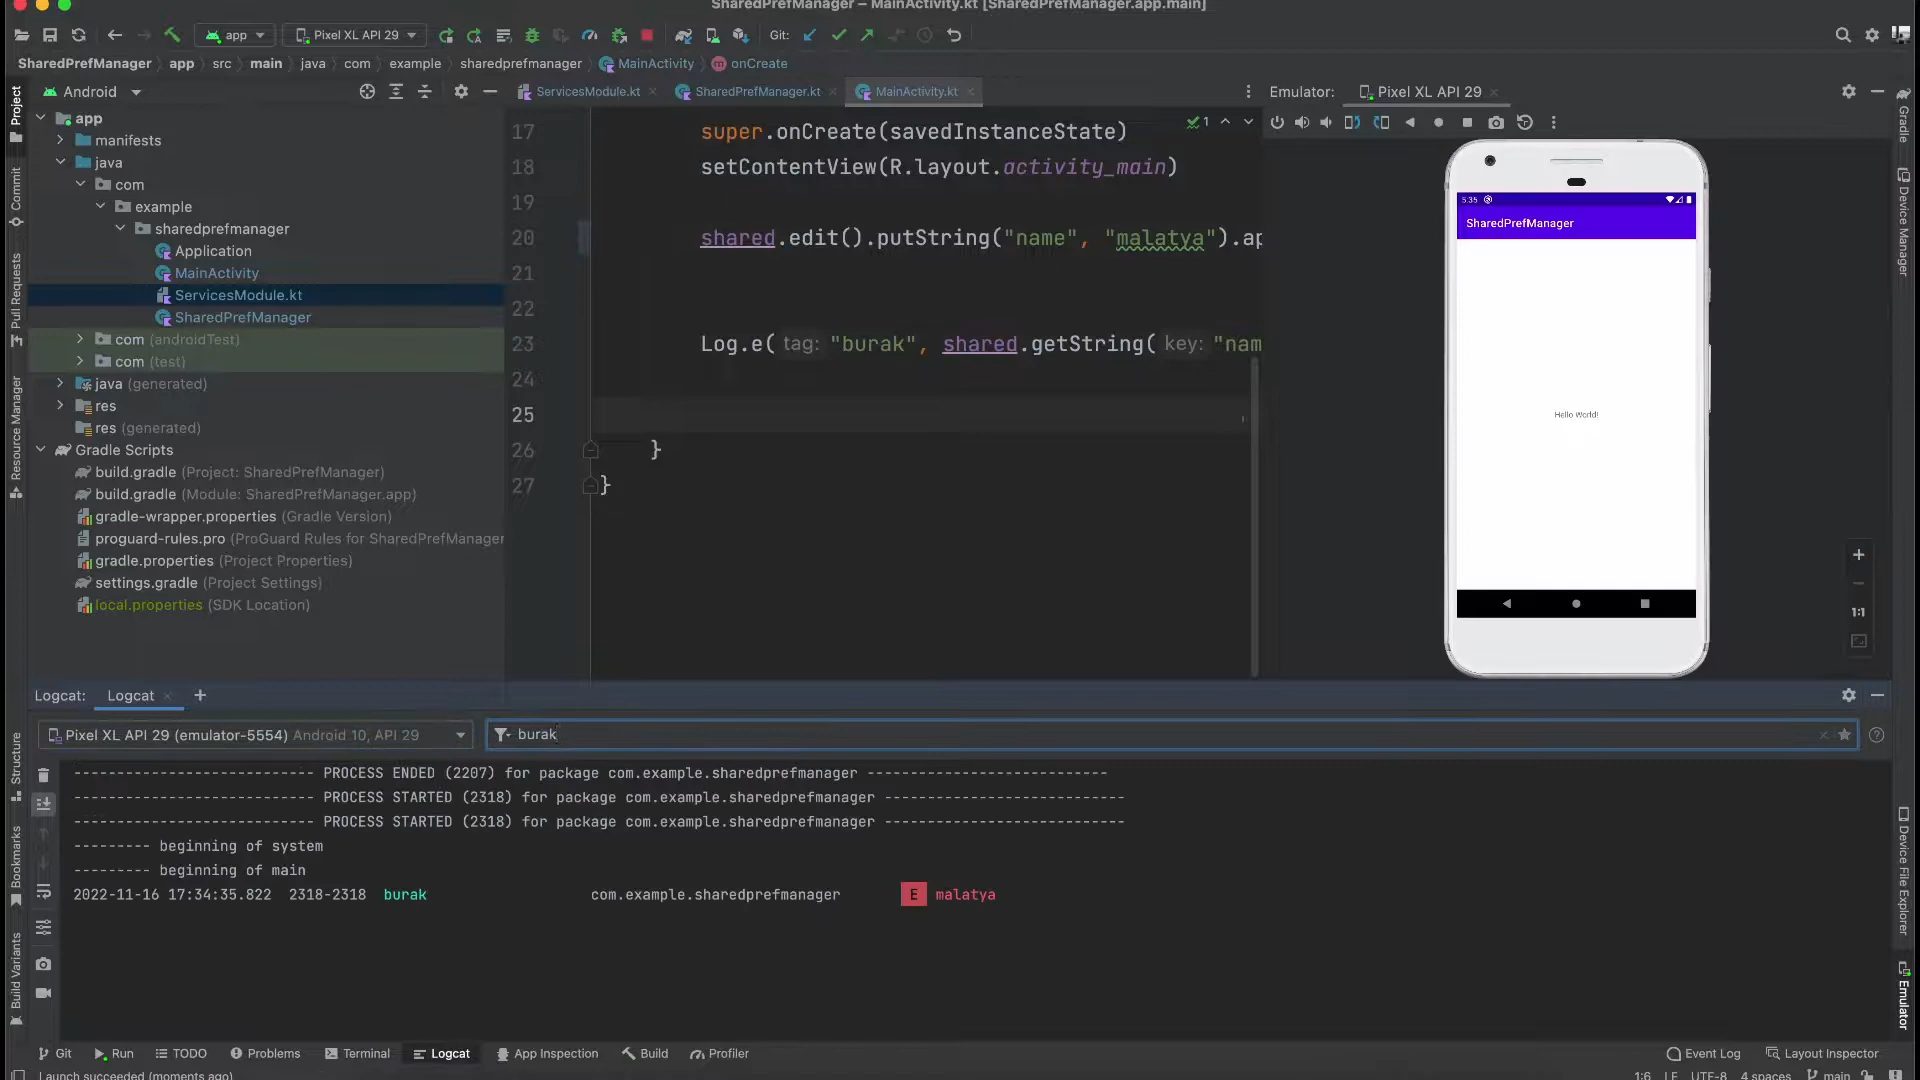 SharedPrefManager – MainActivity.kt [SharedPrefManager.app.main]
app
Pixel XL API 29
Git:
SharedPrefManager
app
src
main
java
com
example
sharedprefmanager
MainActivity
onCreate
Android
ServicesModule.kt
SharedPrefManager.kt
MainActivity.kt
Emulator:
Pixel XL API 29
Project
Commit
Pull Requests
Resource Manager
Structure
Bookmarks
Build Variants
app
manifests
java
com
example
sharedprefmanager
Application
MainActivity
ServicesModule.kt
SharedPrefManager
com (androidTest)
com (test)
java (generated)
res
res (generated)
Gradle Scripts
build.gradle (Project: SharedPrefManager)
build.gradle (Module: SharedPrefManager.app)
gradle-wrapper.properties (Gradle Version)
proguard-rules.pro (ProGuard Rules for SharedPrefManager
gradle.properties (Project Properties)
settings.gradle (Project Settings)
local.properties (SDK Location)
1
17 super.onCreate(savedInstanceState)
18 setContentView(R.layout.activity_main)
19
20 shared.edit().putString("name", "malatya").ap
21
22
23 Log.e( tag: "burak", shared.getString( key: "nam
24
25
26 }
27 }
5:35
SharedPrefManager
Hello World!
1:1
Gradle
Device Manager
Device File Explorer
Emulator
Logcat:
Logcat
Pixel XL API 29 (emulator-5554) Android 10, API 29
burak
---------------------------- PROCESS ENDED (2207) for package com.example.sharedprefmanager ----------------------------
---------------------------- PROCESS STARTED (2318) for package com.example.sharedprefmanager ----------------------------
---------------------------- PROCESS STARTED (2318) for package com.example.sharedprefmanager ----------------------------
--------- beginning of system
--------- beginning of main
2022-11-16 17:34:35.822 2318-2318 burak com.example.sharedprefmanager E malatya
Git
Run
TODO
Problems
Terminal
Logcat
App Inspection
Build
Profiler
Event Log
Layout Inspector
Launch succeeded (moments ago)
1:6 LF UTF-8 4 spaces main